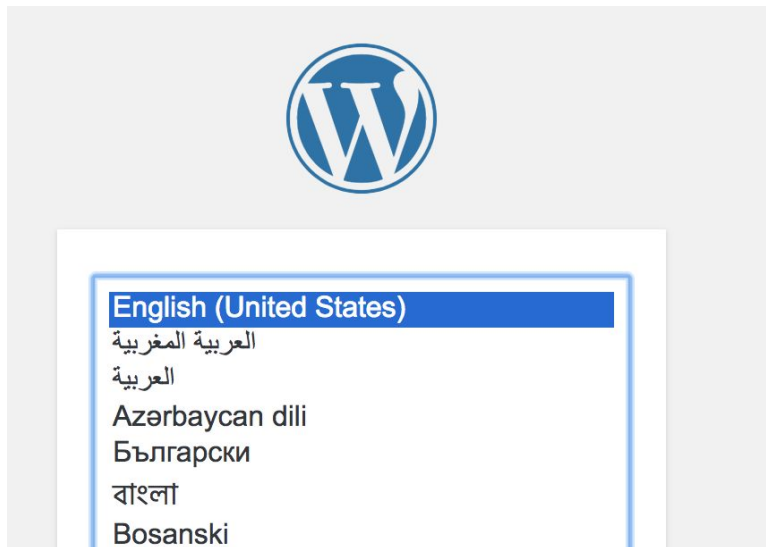 English (United States)
العربية المغربية
العربية
Azərbaycan dili
Български
বাংলা
Bosanski